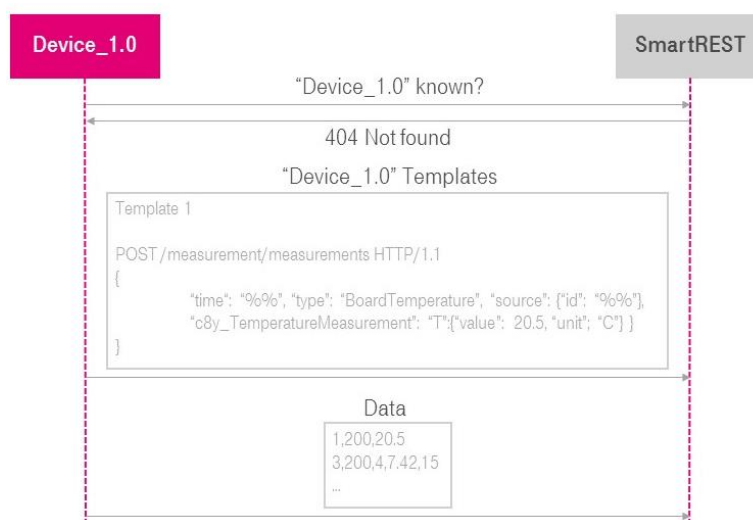 Device_1.0
SmartREST
“Device_1.0” known?
404 Not found
“Device_1.0” Templates
Template 1
POST /measurement/measurements HTTP/1.1
{
“time“: “%%”, “type“: “BoardTemperature”, “source“: {“id“: “%%”},
“c8y_TemperatureMeasurement“: “T“:{“value“: 20.5, “unit“; “C”} }
}
Data
1,200,20.5
3,200,4,7.42,15
...